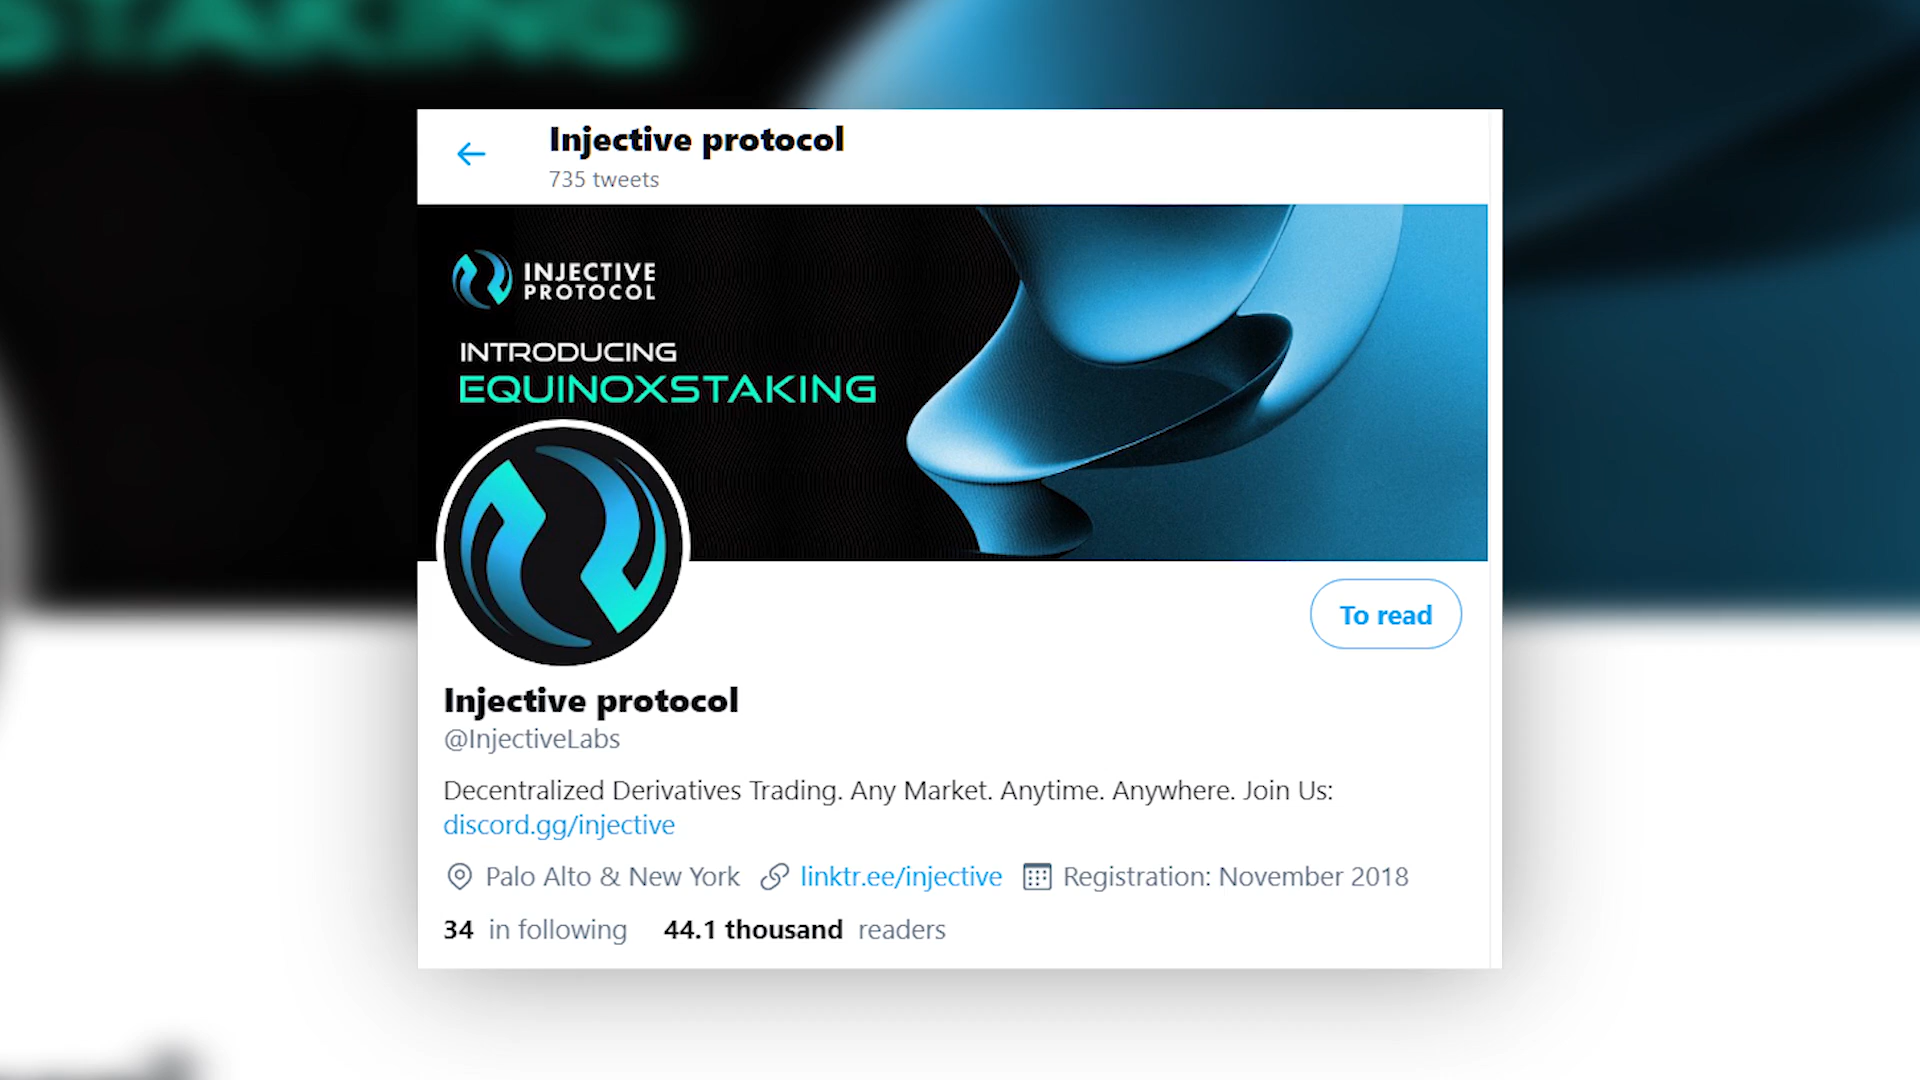 STAKING
Injective protocol
735 tweets
INJECTIVE
PROTOCOL
INTRODUCING
EQUINOXSTAKING
To read
Injective protocol
@InjectiveLabs
Decentralized Derivatives Trading. Any Market. Anytime. Anywhere. Join Us:
discord.gg/injective
Palo Alto & New York linktr.ee/injective Registration: November 2018
34 in following 44.1 thousand readers